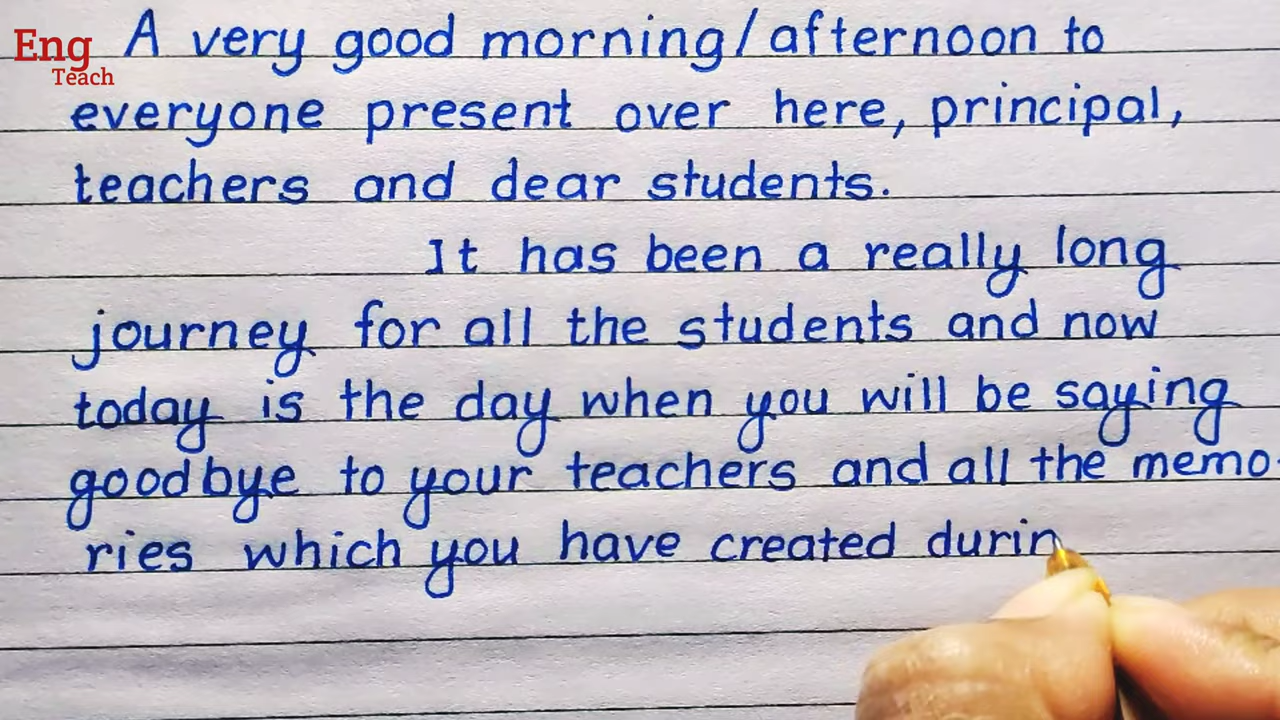 Eng
Teach
A very good morning/afternoon to
everyone present over here, principal,
teachers and dear students.
It has been a really long
journey for all the students and now
today is the day when you will be saying
goodbye to your teachers and all the memo-
ries which you have created durin